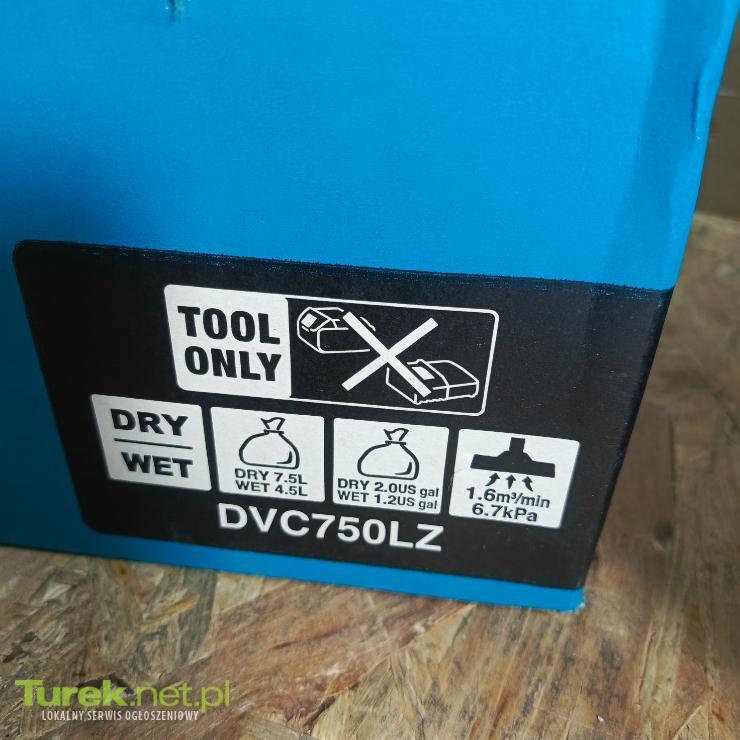 TOOL
ONLY
DRY
WET
DRY 7.5L
WET 4.5L
DRY 2.0US gal
WET 1.2US gal
1.6m³/min
6.7kPa
DVC750LZ
Turek.net.pl
LOKALNY SERWIS OGŁOSZENIOWY